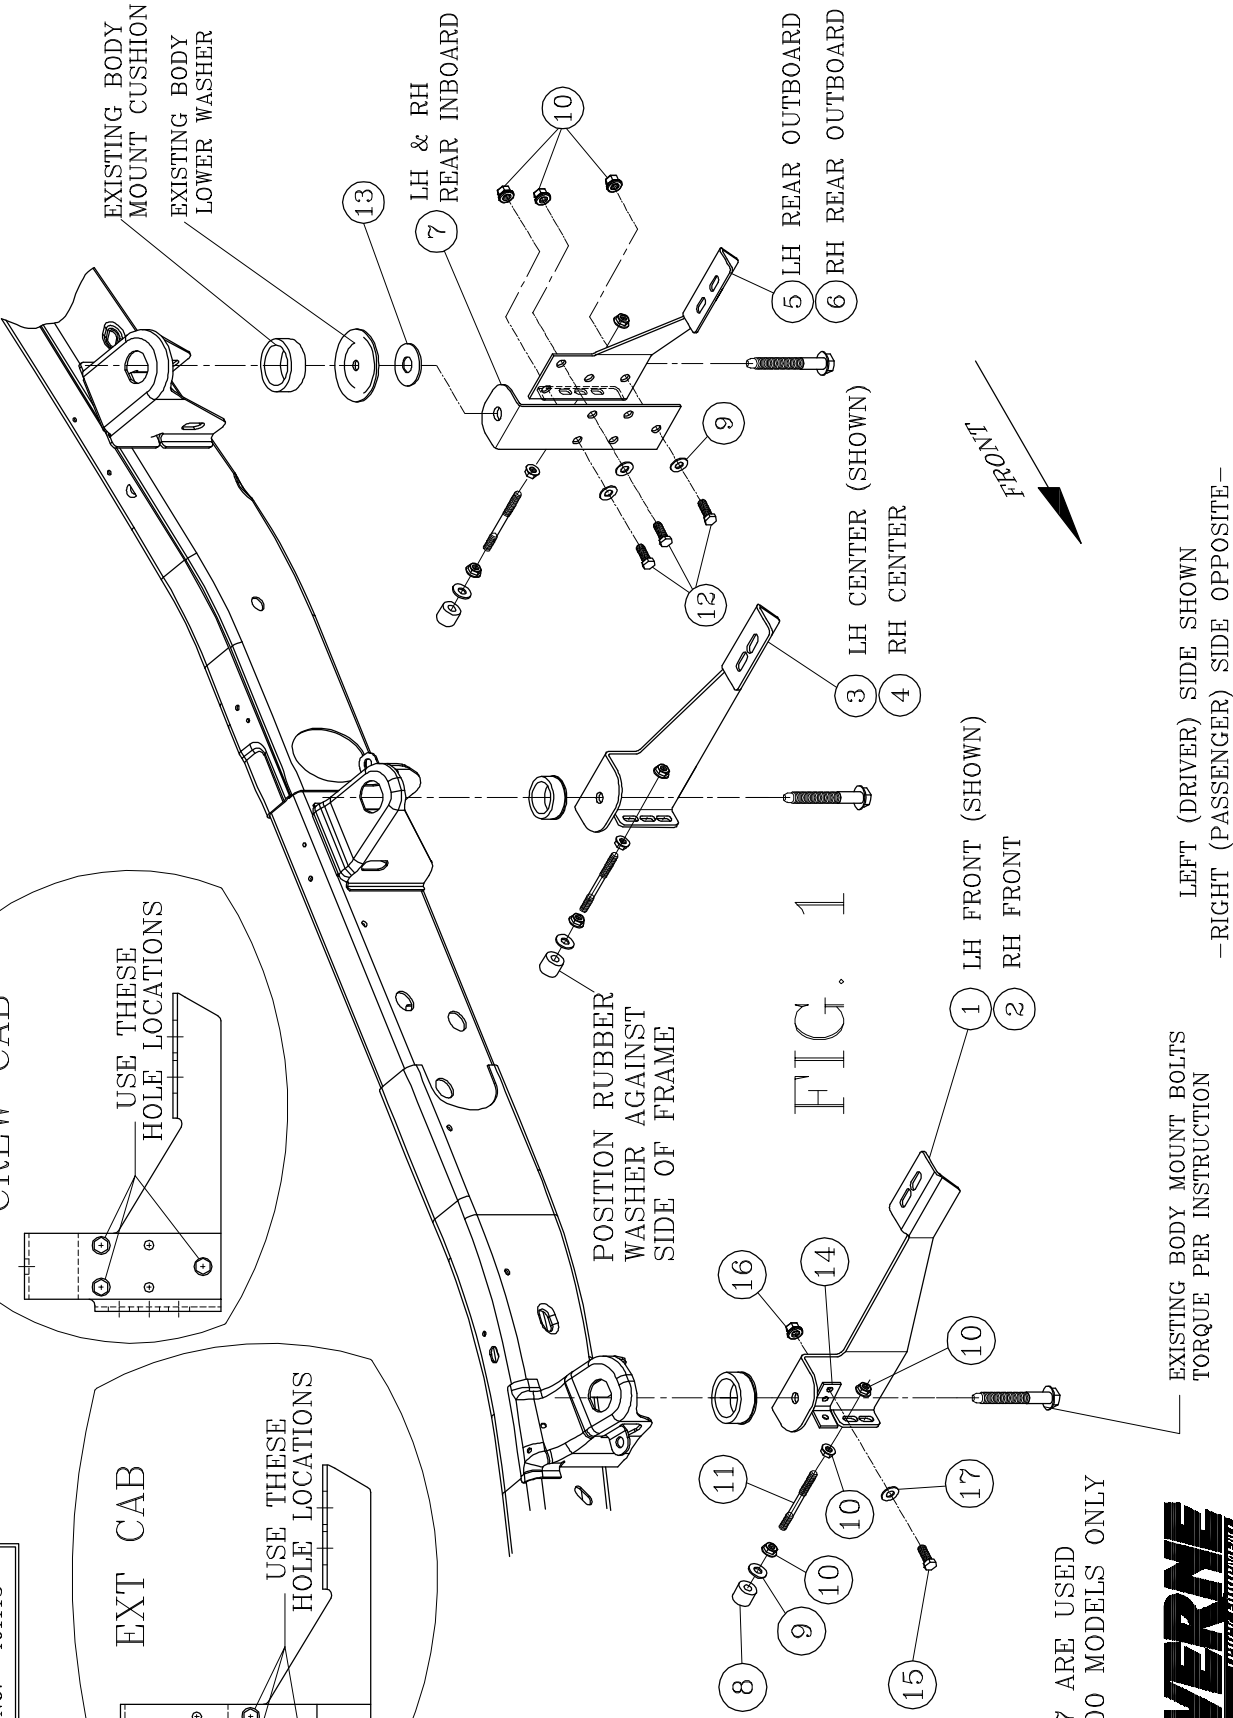 EXISTING BODY
MOUNT CUSHION
EXISTING BODY
LOWER WASHER
13
LH & RH
REAR INBOARD
7
10
5 LH REAR OUTBOARD
6 RH REAR OUTBOARD
9
12
3 LH CENTER (SHOWN)
4 RH CENTER
FRONT
CAB
USE THESE
HOLE LOCATIONS
EXT CAB
USE THESE
HOLE LOCATIONS
POSITION RUBBER
WASHER AGAINST
SIDE OF FRAME
FIG. 1
1 LH FRONT (SHOWN)
2 RH FRONT
16
14
10
11
10
17
10
9
8
15
EXISTING BODY MOUNT BOLTS
TORQUE PER INSTRUCTION
LEFT (DRIVER) SIDE SHOWN
-RIGHT (PASSENGER) SIDE OPPOSITE-
ARE USED
MODELS ONLY
VERNE